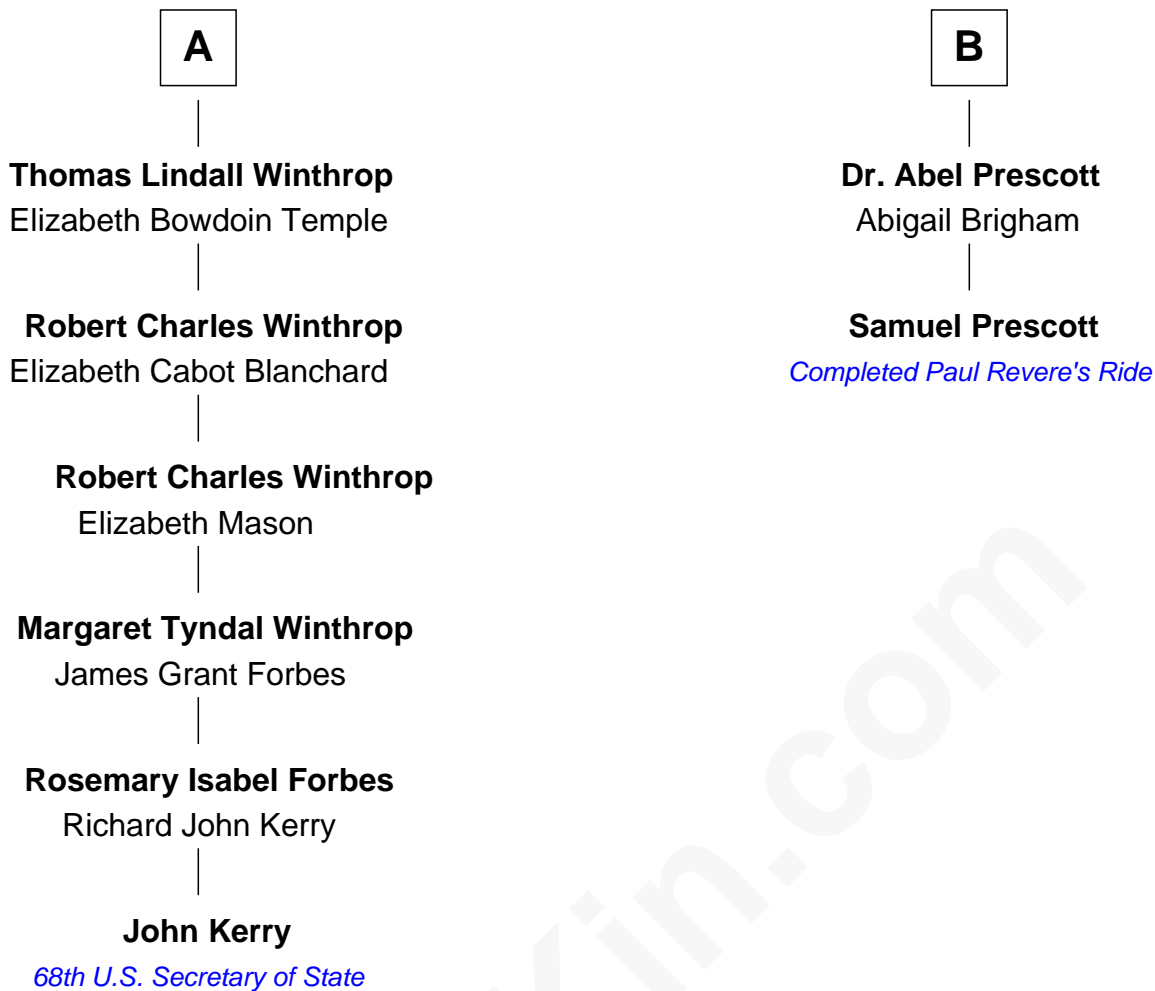 A
Thomas Lindall Winthrop
Elizabeth Bowdoin Temple
Robert Charles Winthrop
Elizabeth Cabot Blanchard
Robert Charles Winthrop
Elizabeth Mason
Margaret Tyndal Winthrop
James Grant Forbes
Rosemary Isabel Forbes
Richard John Kerry
John Kerry
68th U.S. Secretary of State
B
Dr. Abel Prescott
Abigail Brigham
Samuel Prescott
Completed Paul Revere's Ride